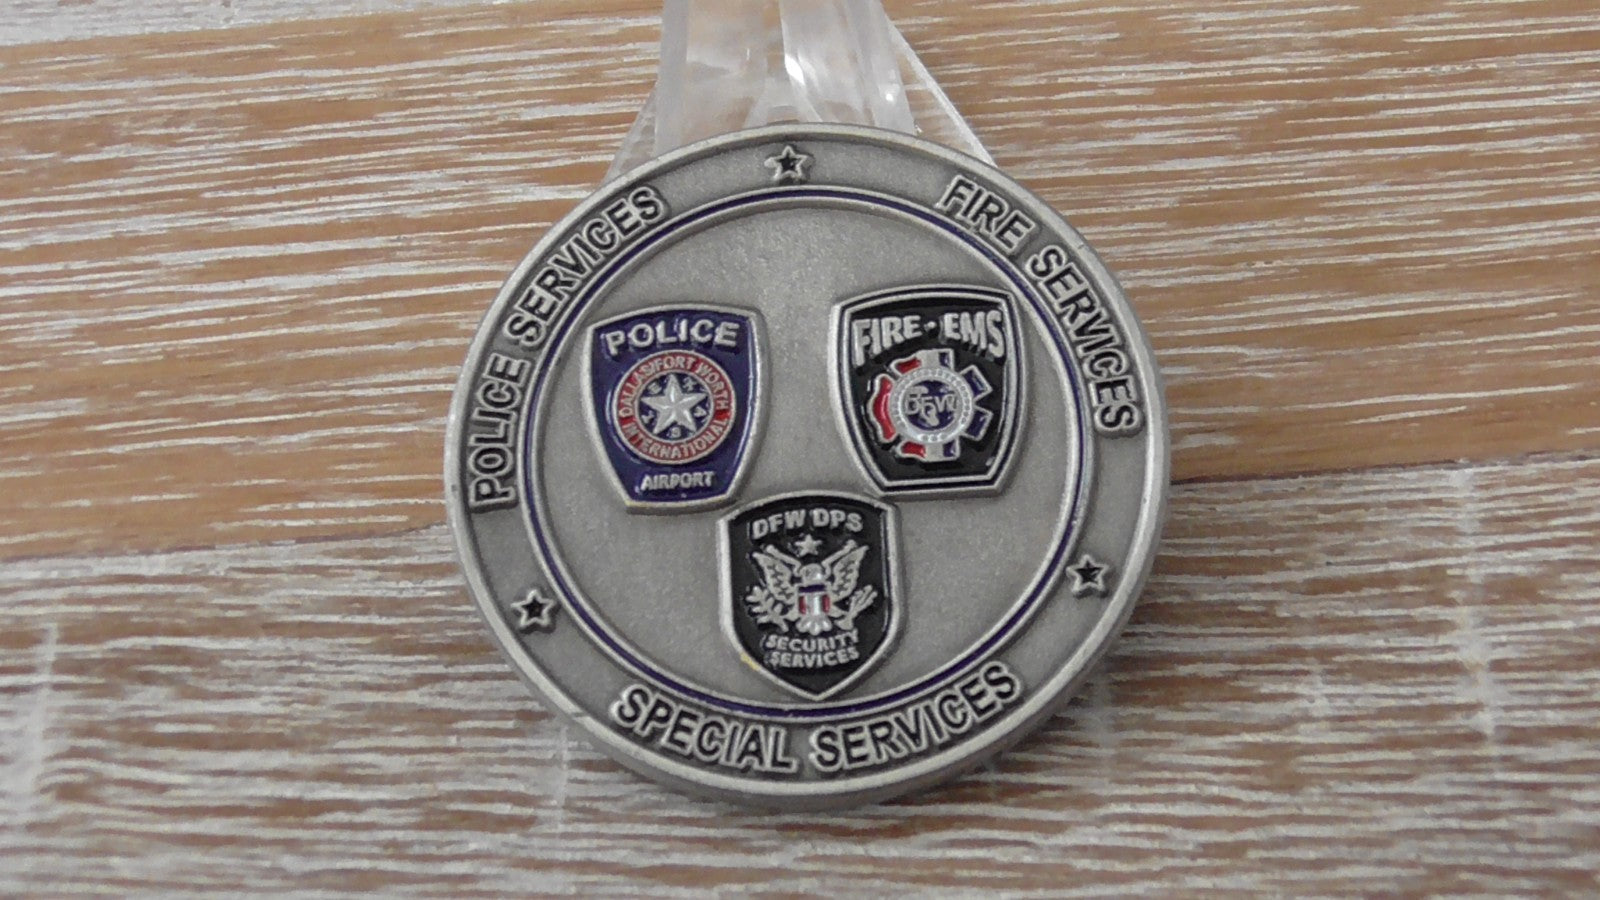 POLICE SERVICES
FIRE SERVICES
POLICE
DALLAS/FORT WORTH
INTERNATIONAL
AIRPORT
FIRE - EMS
DFW
DFW DPS
SECURITY
SERVICES
SPECIAL SERVICES